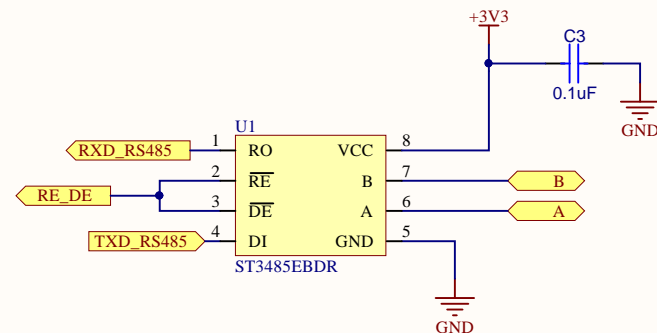 +3V3
C3
0.1uF
GND
U1
RXD_RS485 1 RO VCC 8
2 RE B 7 B
RE_DE
3 DE A 6 A
TXD_RS485 4 DI GND 5
ST3485EBDR
GND